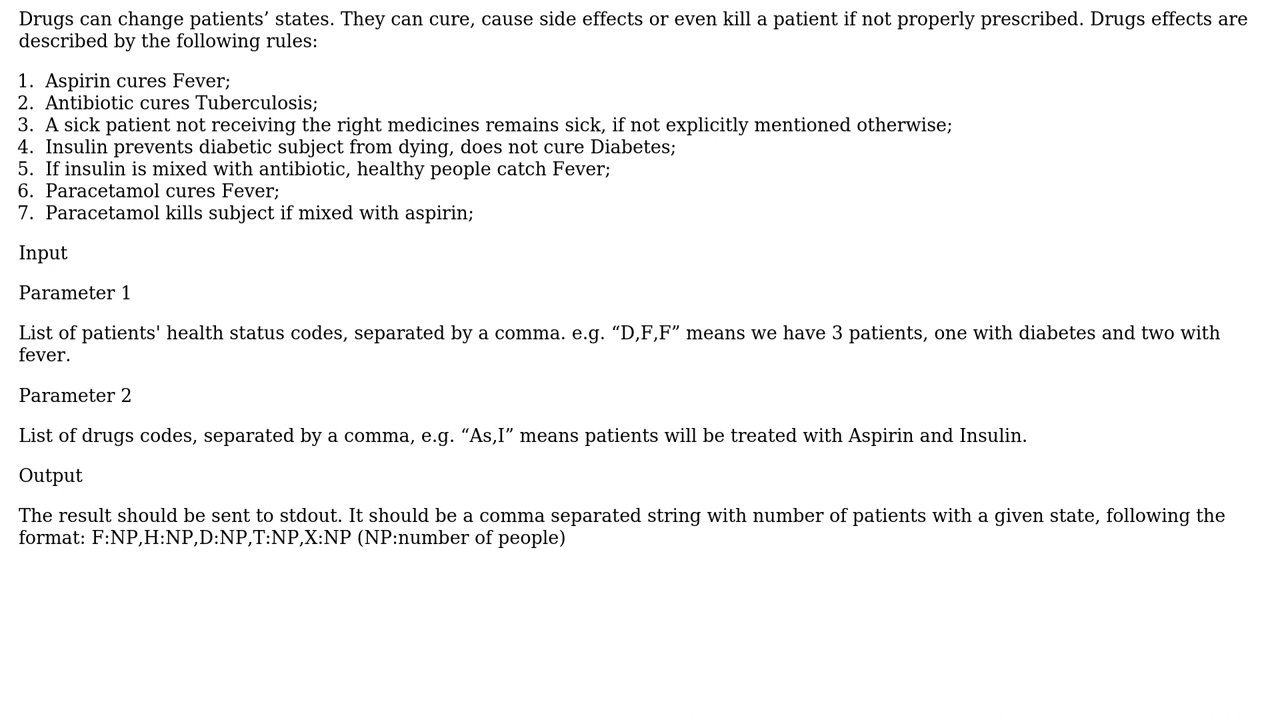 Drugs can change patients’ states. They can cure, cause side effects or even kill a patient if not properly prescribed. Drugs effects are
described by the following rules:
1. Aspirin cures Fever;
2. Antibiotic cures Tuberculosis;
3. A sick patient not receiving the right medicines remains sick, if not explicitly mentioned otherwise;
4. Insulin prevents diabetic subject from dying, does not cure Diabetes;
5. If insulin is mixed with antibiotic, healthy people catch Fever;
6. Paracetamol cures Fever;
7. Paracetamol kills subject if mixed with aspirin;
Input
Parameter 1
List of patients' health status codes, separated by a comma. e.g. “D,F,F” means we have 3 patients, one with diabetes and two with
fever.
Parameter 2
List of drugs codes, separated by a comma, e.g. “As,I” means patients will be treated with Aspirin and Insulin.
Output
The result should be sent to stdout. It should be a comma separated string with number of patients with a given state, following the
format: F:NP,H:NP,D:NP,T:NP,X:NP (NP:number of people)